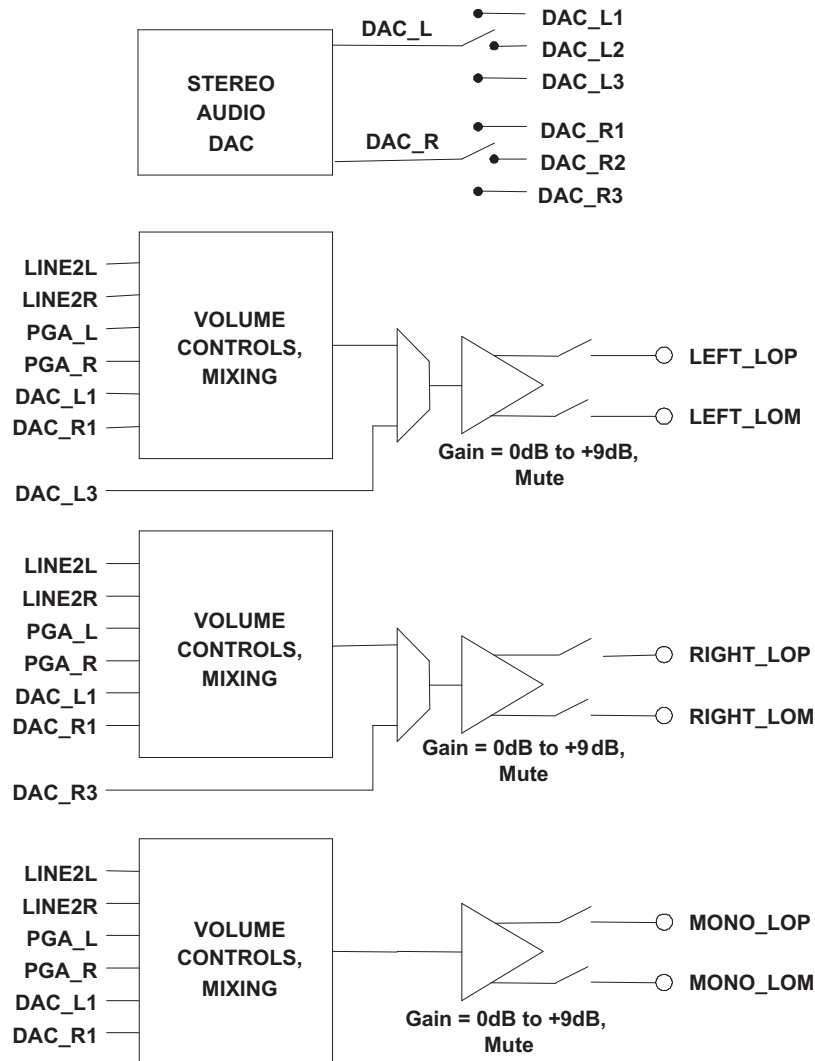 DAC_L
DAC_L1
DAC_L2
DAC_L3
STEREO
AUDIO
DAC
DAC_R
DAC_R1
DAC_R2
DAC_R3
LINE2L
LINE2R
PGA_L
PGA_R
DAC_L1
DAC_R1
DAC_L3
VOLUME
CONTROLS,
MIXING
Gain = 0dB to +9dB,
Mute
LEFT_LOP
LEFT_LOM
LINE2L
LINE2R
PGA_L
PGA_R
DAC_L1
DAC_R1
DAC_R3
VOLUME
CONTROLS,
MIXING
Gain = 0dB to +9dB,
Mute
RIGHT_LOP
RIGHT_LOM
LINE2L
LINE2R
PGA_L
PGA_R
DAC_L1
DAC_R1
VOLUME
CONTROLS,
MIXING
Gain = 0dB to +9dB,
Mute
MONO_LOP
MONO_LOM